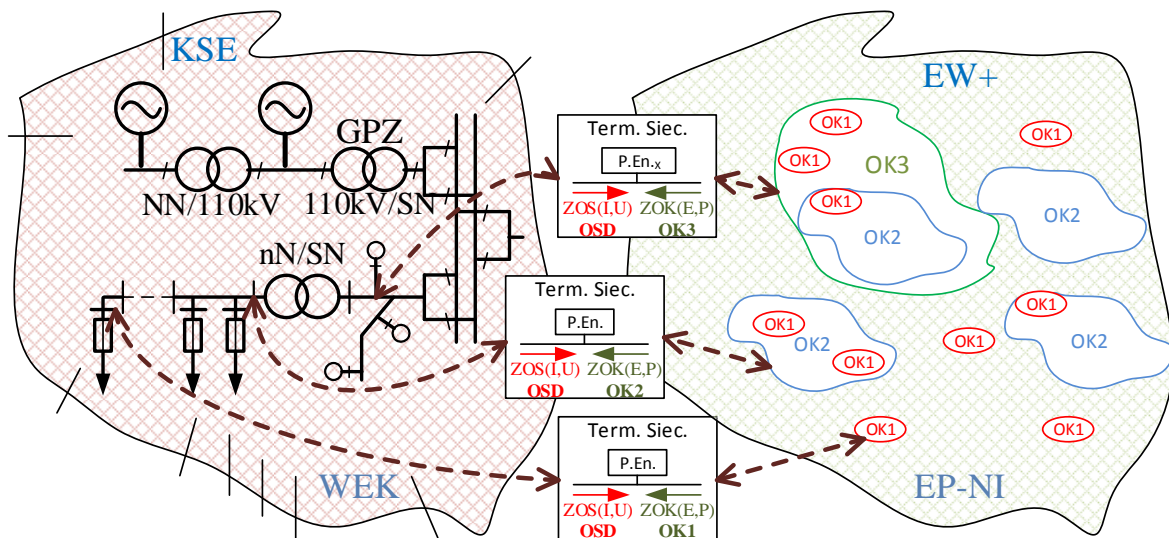 KSE
GPZ
NN/110kV
110kV/SN
nN/SN
WEK
Term. Siec.
P.En.x
ZOS(I,U) ZOK(E,P)
OSD OK3
Term. Siec.
P.En.
ZOS(I,U) ZOK(E,P)
OSD OK2
Term. Siec.
P.En.
ZOS(I,U) ZOK(E,P)
OSD OK1
EW+
OK1
OK1
OK1
OK3
OK1
OK2
OK2
OK1
OK1
OK1
OK2
OK2
OK1
OK1
OK1
EP-NI